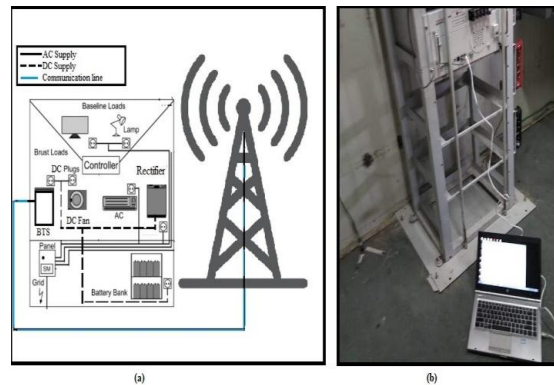 AC Supply
DC Supply
Communication line
Baseline Loads
Lamp
Brust Loads
Controller
DC Plugs
Rectifier
BTS
DC Fan
AC
Panel
SM
Grid
Battery Bank
(a)
(b)